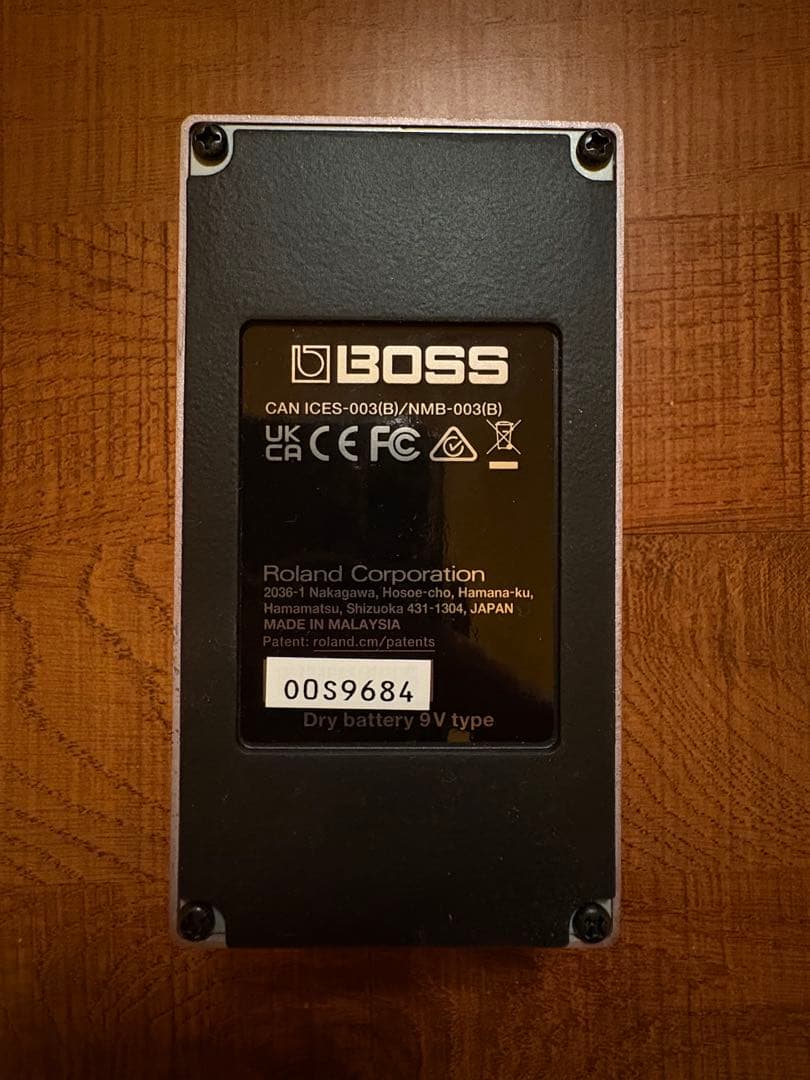 BOSS
CAN ICES-003(B)/NMB-003(B)
UK CA CE FC
Roland Corporation
2036-1 Nakagawa, Hosoe-cho, Hamana-ku,
Hamamatsu, Shizuoka 431-1304, JAPAN
MADE IN MALAYSIA
Patent: roland.cm/patents
00S9684
Dry battery 9V type